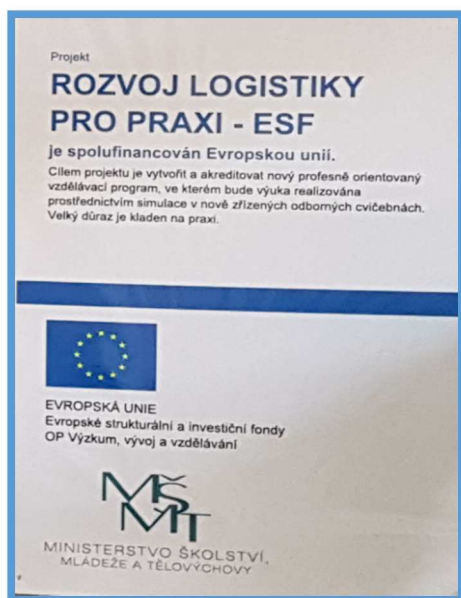 Projekt
ROZVOJ LOGISTIKY
PRO PRAXI - ESF
je spolufinancován Evropskou unií.
Cílem projektu je vytvořit a akreditovat nový profesně orientovaný
vzdělávací program, ve kterém bude výuka realizována
prostřednictvím simulace v nově zřízených odborných cvičebnách.
Velký důraz je kladen na praxi.
EVROPSKÁ UNIE
Evropské strukturální a investiční fondy
OP Výzkum, vývoj a vzdělávání
MŠ
MT
MINISTERSTVO ŠKOLSTVÍ,
MLÁDEŽE A TĚLOVÝCHOVY